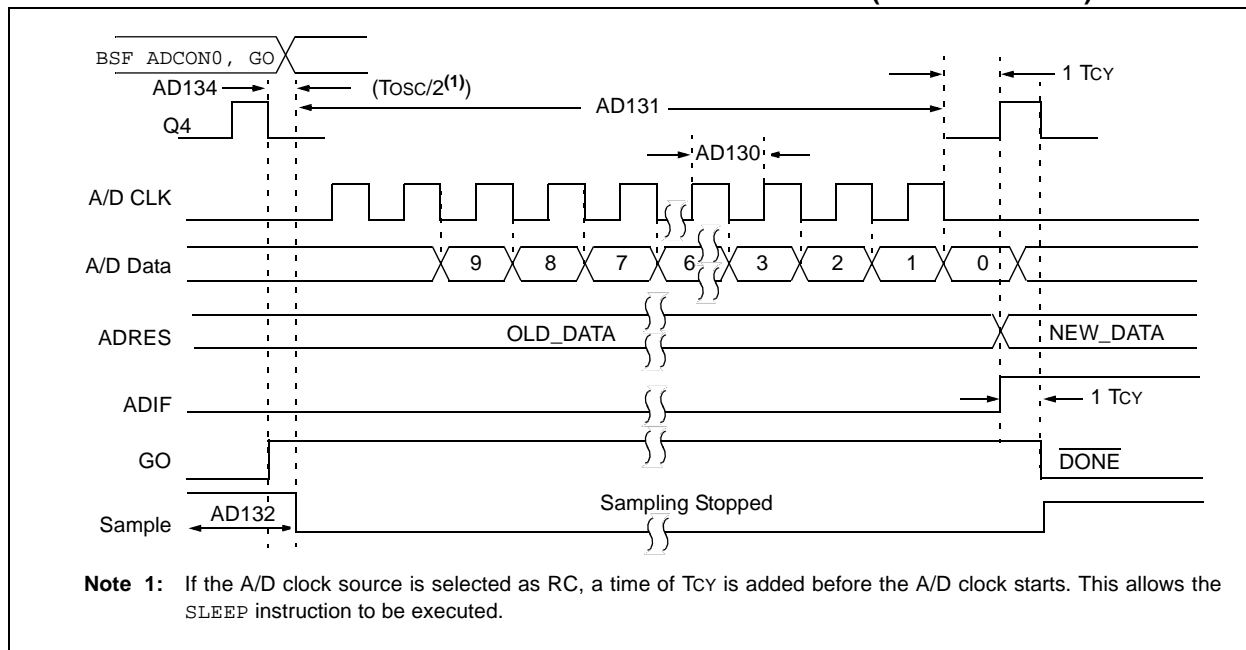 BSF ADCON0, GO
AD134
(TOSC/2(1))
1 TCY
AD131
Q4
AD130
A/D CLK
A/D Data
9 8 7 6 3 2 1 0
ADRES
OLD_DATA
NEW_DATA
ADIF
1 TCY
GO
DONE
Sample
AD132
Sampling Stopped
Note 1: If the A/D clock source is selected as RC, a time of TCY is added before the A/D clock starts. This allows the
SLEEP instruction to be executed.